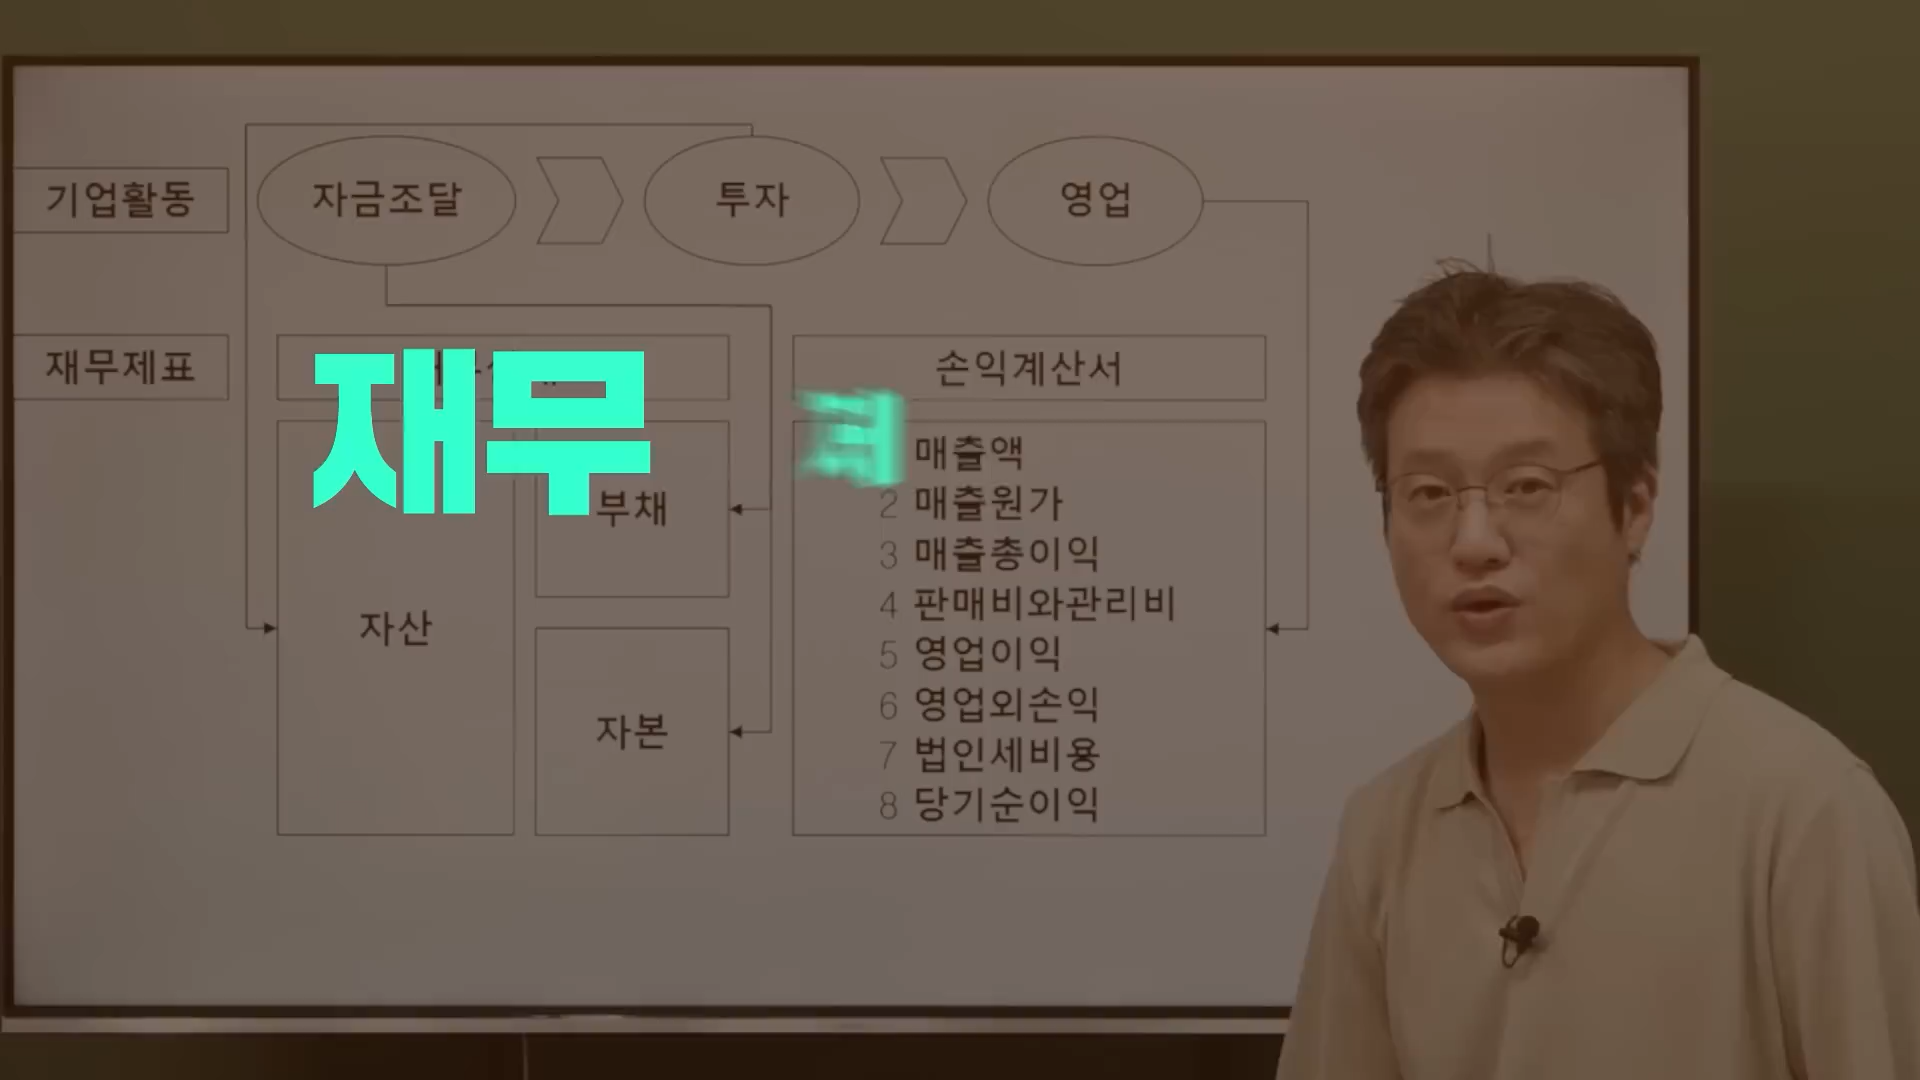 기업활동
자금조달
투자
영업
재무제표
손익계산서
재무
자산
부채
자본
매출액
2 매출원가
3 매출총이익
4 판매비와관리비
5 영업이익
6 영업외손익
7 법인세비용
8 당기순이익